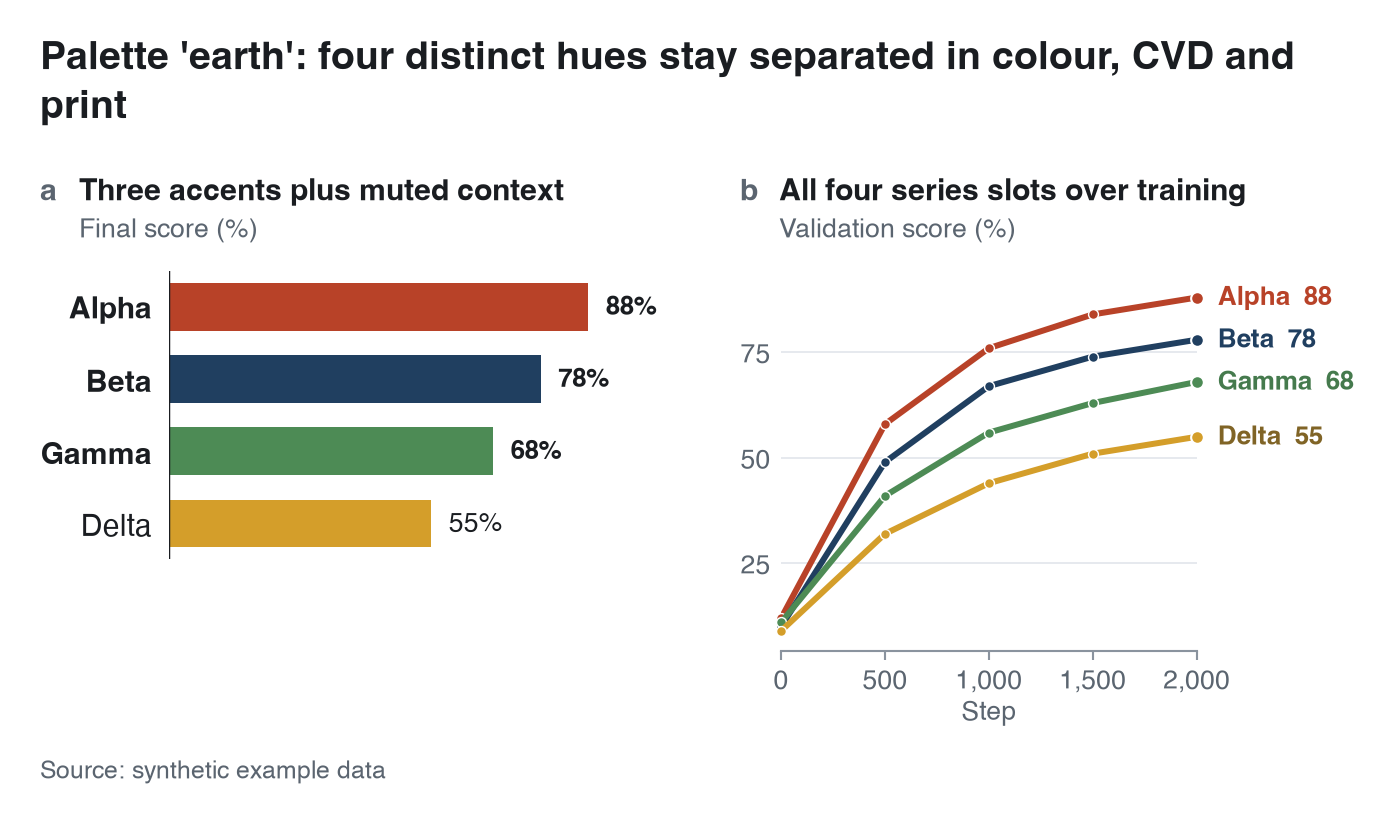 Palette 'earth': four distinct hues stay separated in colour, CVD and
print
a Three accents plus muted context
Final score (%)
Alpha 88%
Beta 78%
Gamma 68%
Delta 55%
b All four series slots over training
Validation score (%)
Alpha 88
Beta 78
Gamma 68
Delta 55
75
50
25
0 500 1,000 1,500 2,000
Step
Source: synthetic example data